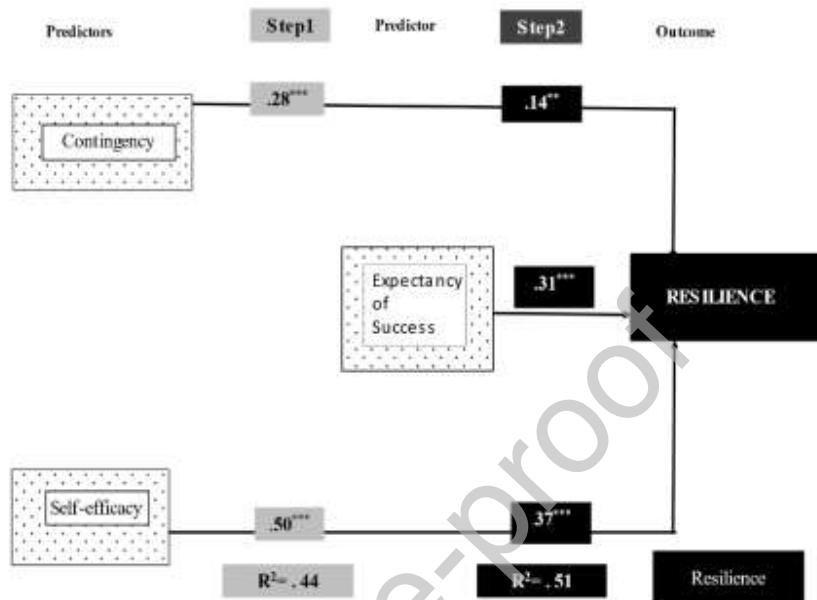 Predictors Step1 Predictor Step2 Outcome
.28*** .14**
Contingency
Expectancy
of
Success
.31***
RESILIENCE
Self-efficacy
.50*** 37***
R²= .44 R²= .51 Resilience
e-proof